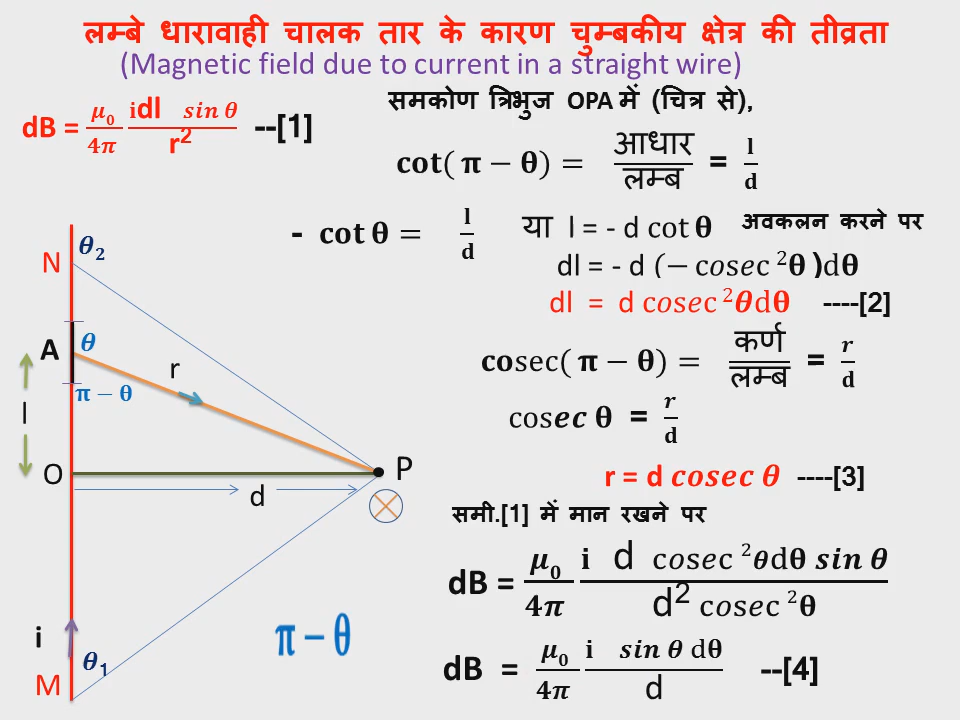 लम्बे धारावाही चालक तार के कारण चुम्बकीय क्षेत्र की तीव्रता
(Magnetic field due to current in a straight wire)
dB = μ₀/4π idl sin θ/r² --[1]
समकोण त्रिभुज OPA में (चित्र से),
cot( π − θ) = आधार/लम्ब = l/d
- cot θ = l/d या l = - d cot θ अवकलन करने पर
dl = - d (− cosec ²θ )dθ
dl = d cosec ²θdθ ----[2]
cosec( π − θ) = कर्ण/लम्ब = r/d
cosec θ = r/d
r = d cosec θ ----[3]
समी.[1] में मान रखने पर
dB = μ₀/4π i d cosec ²θdθ sin θ/d² cosec ²θ
dB = μ₀/4π i sin θ dθ/d --[4]
θ₂
N
A
θ
r
π − θ
l
O
P
d
π − θ
i
θ₁
M